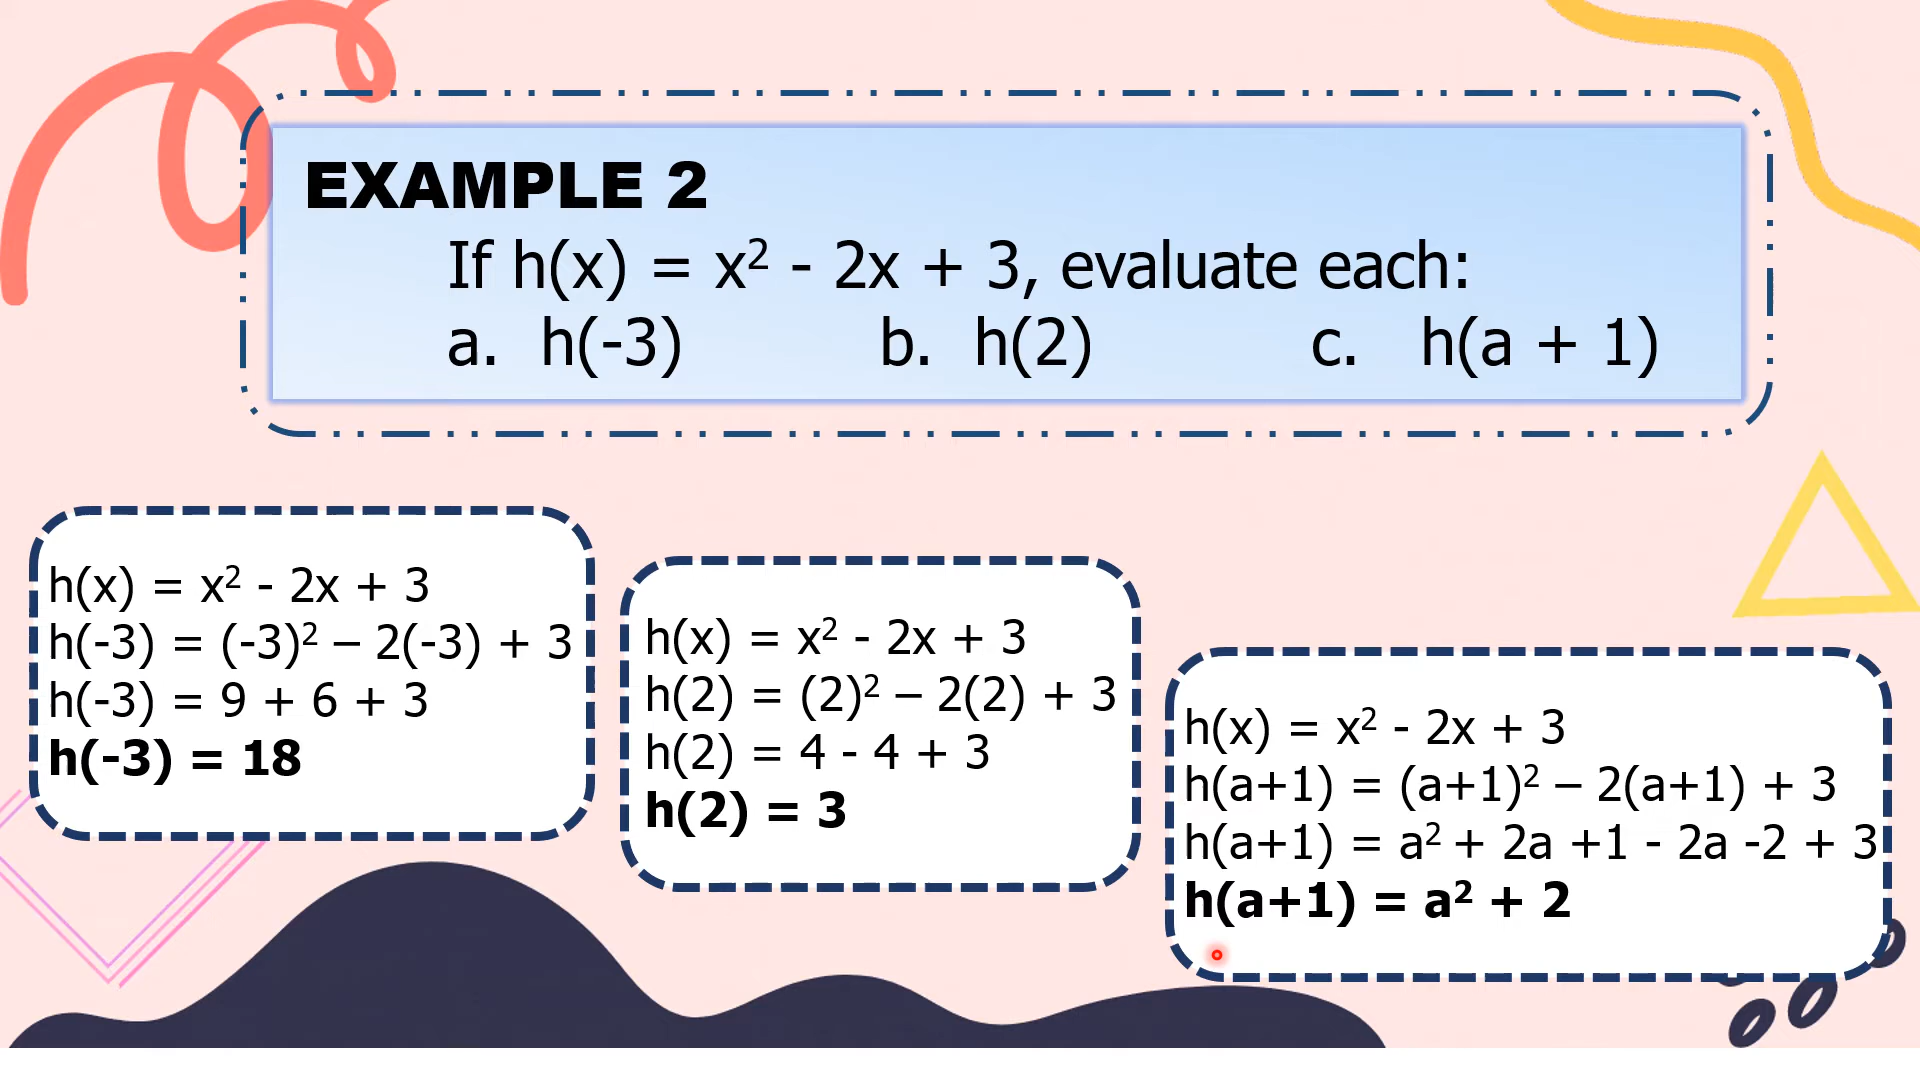 EXAMPLE 2
If h(x) = x² - 2x + 3, evaluate each:
a. h(-3) b. h(2) c. h(a + 1)
h(x) = x² - 2x + 3
h(-3) = (-3)² – 2(-3) + 3
h(-3) = 9 + 6 + 3
h(-3) = 18
h(x) = x² - 2x + 3
h(2) = (2)² – 2(2) + 3
h(2) = 4 - 4 + 3
h(2) = 3
h(x) = x² - 2x + 3
h(a+1) = (a+1)² – 2(a+1) + 3
h(a+1) = a² + 2a +1 - 2a -2 + 3
h(a+1) = a² + 2